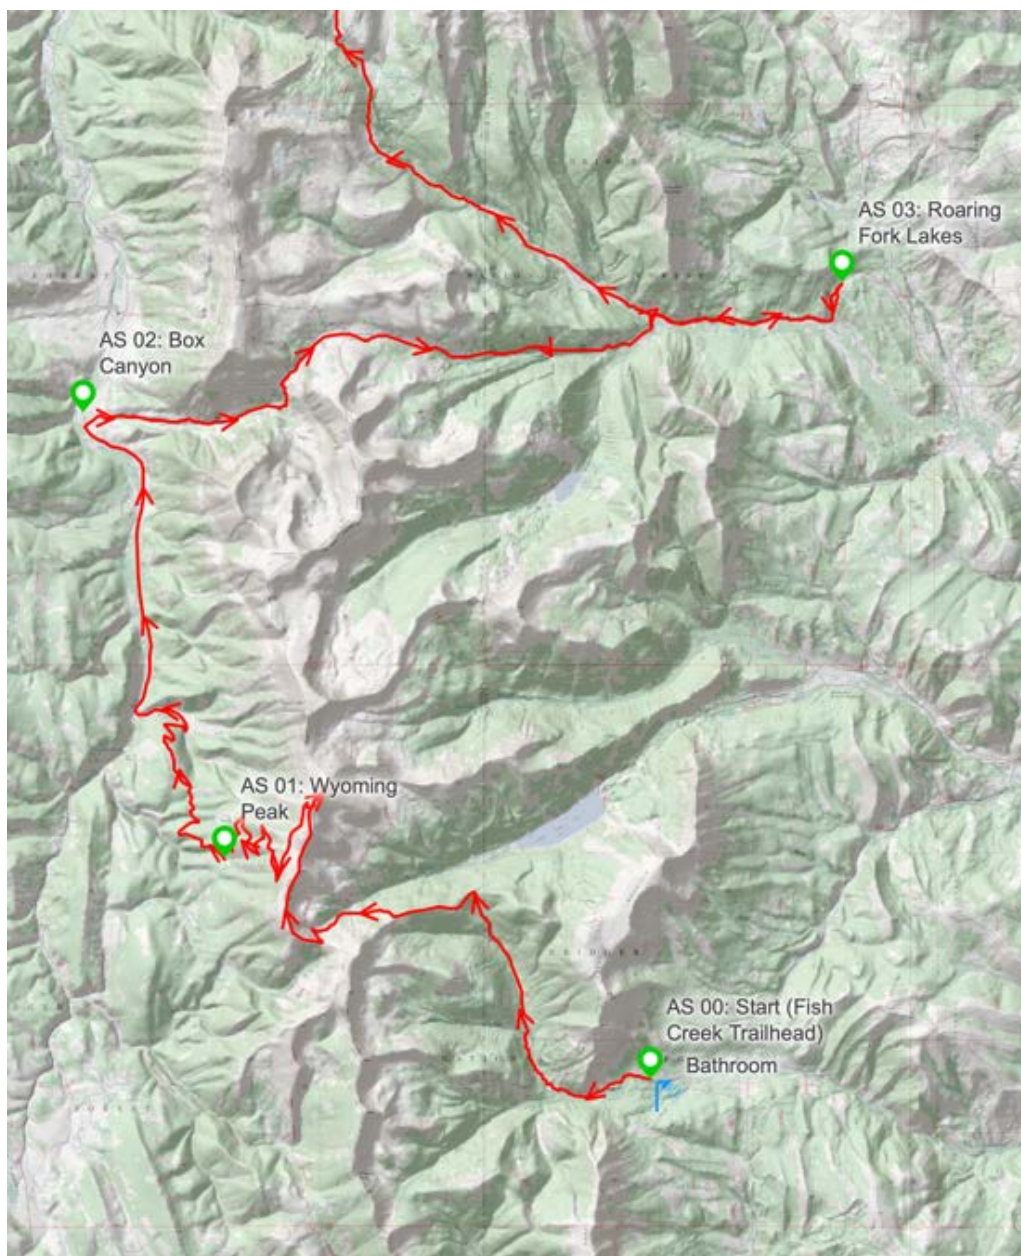 AS 03: Roaring
Fork Lakes
AS 02: Box
Canyon
AS 01: Wyoming
Peak
BRIDGER
AS 00: Start (Fish
Creek Trailhead)
Bathroom